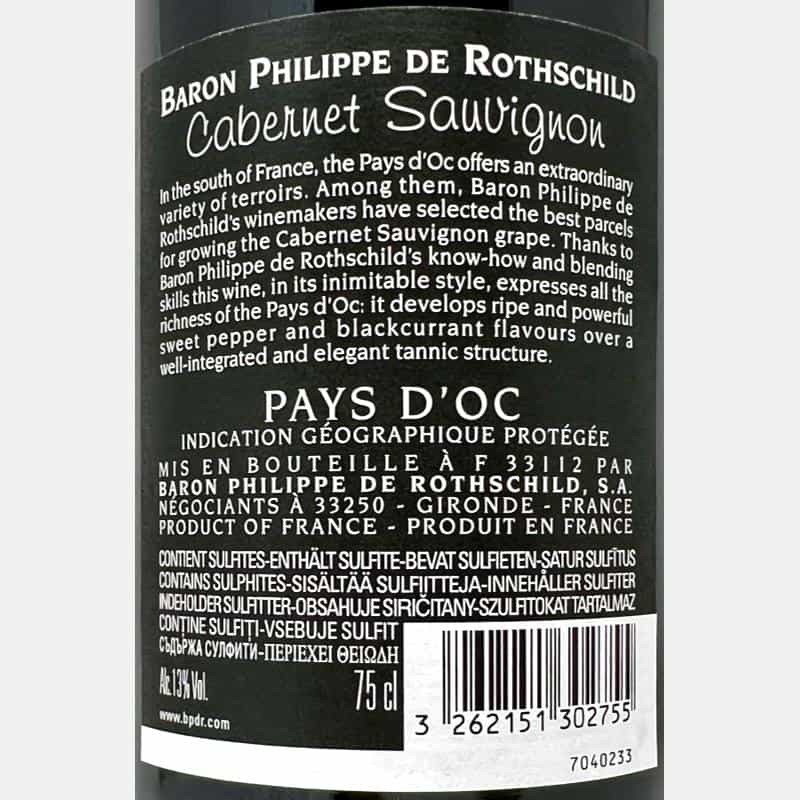 BARON PHILIPPE DE ROTHSCHILD
Cabernet Sauvignon
In the south of France, the Pays d'Oc offers an extraordinary
variety of terroirs. Among them, Baron Philippe de
Rothschild's winemakers have selected the best parcels
for growing the Cabernet Sauvignon grape. Thanks to
Baron Philippe de Rothschild's know-how and blending
skills this wine, in its inimitable style, expresses all the
richness of the Pays d'Oc: it develops ripe and powerful
sweet pepper and blackcurrant flavours over a
well-integrated and elegant tannic structure.
PAYS D'OC
INDICATION GÉOGRAPHIQUE PROTÉGÉE
MIS EN BOUTEILLE À F 33112 PAR
BARON PHILIPPE DE ROTHSCHILD, S.A.
NÉGOCIANTS À 33250 - GIRONDE - FRANCE
PRODUCT OF FRANCE - PRODUIT EN FRANCE
CONTIENT SULFITES-ENTHÄLT SULFITE-BEVAT SULFIETEN-SATUR SULFĪTUS
CONTAINS SULPHITES-SISÄLTÄÄ SULFIITTEJA-INNEHÅLLER SULFITER
INDEHOLDER SULFITTER-OBSAHUJE SIRIČITANY-SZULFITOKAT TARTALMAZ
CONȚINE SULFIȚI-VSEBUJE SULFIT
СЪДЪРЖА СУЛФИТИ-ΠΕΡΙΕΧΕΙ ΘΕΙΩΔΗ
Alc. 13% Vol.
75 cl
www.bpdr.com
3 262151 302755
7040233